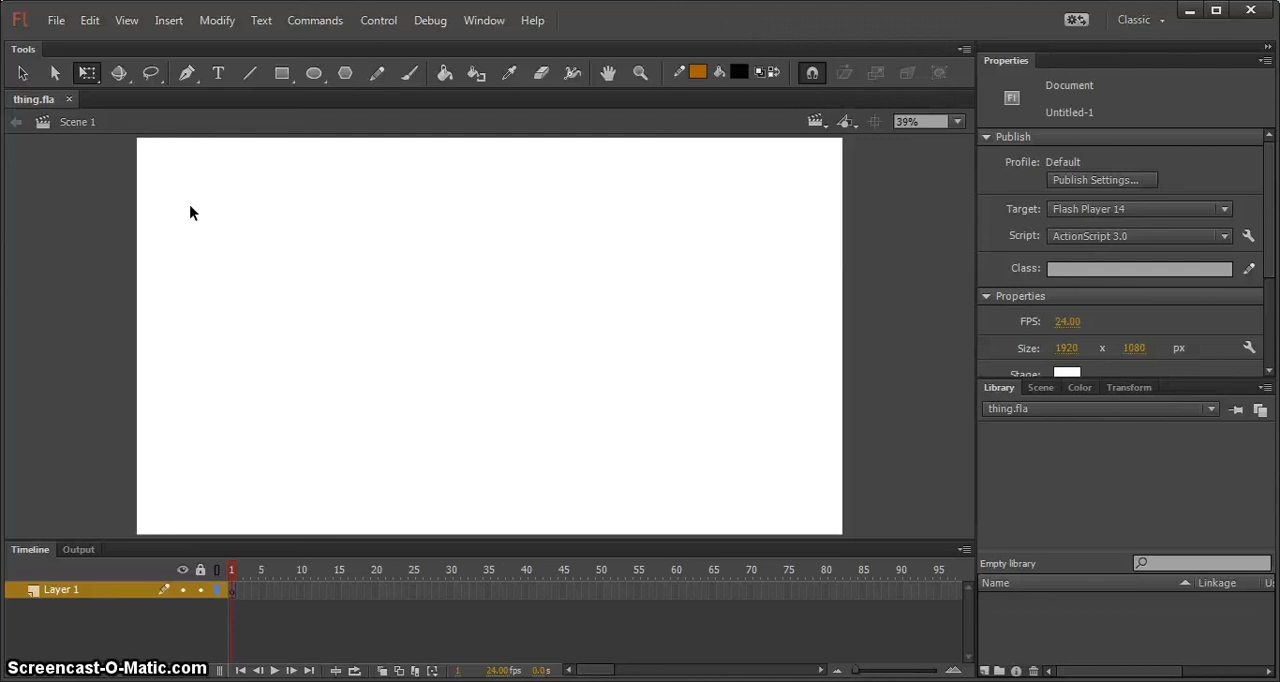 Fl File Edit View Insert Modify Text Commands Control Debug Window Help Classic
Tools
Properties
T
thing.fla ×
Fl Document
Untitled-1
Scene 1 39%
Publish
Profile: Default
Publish Settings...
Target: Flash Player 14
Script: ActionScript 3.0
Class:
Properties
FPS: 24.00
Size: 1920 x 1080 px
Stage:
Library Scene Color Transform
thing.fla
Timeline Output
Empty library
1 5 10 15 20 25 30 35 40 45 50 55 60 65 70 75 80 85 90 95
Name Linkage
Layer 1
1 24.00fps 0.0s
Screencast-O-Matic.com